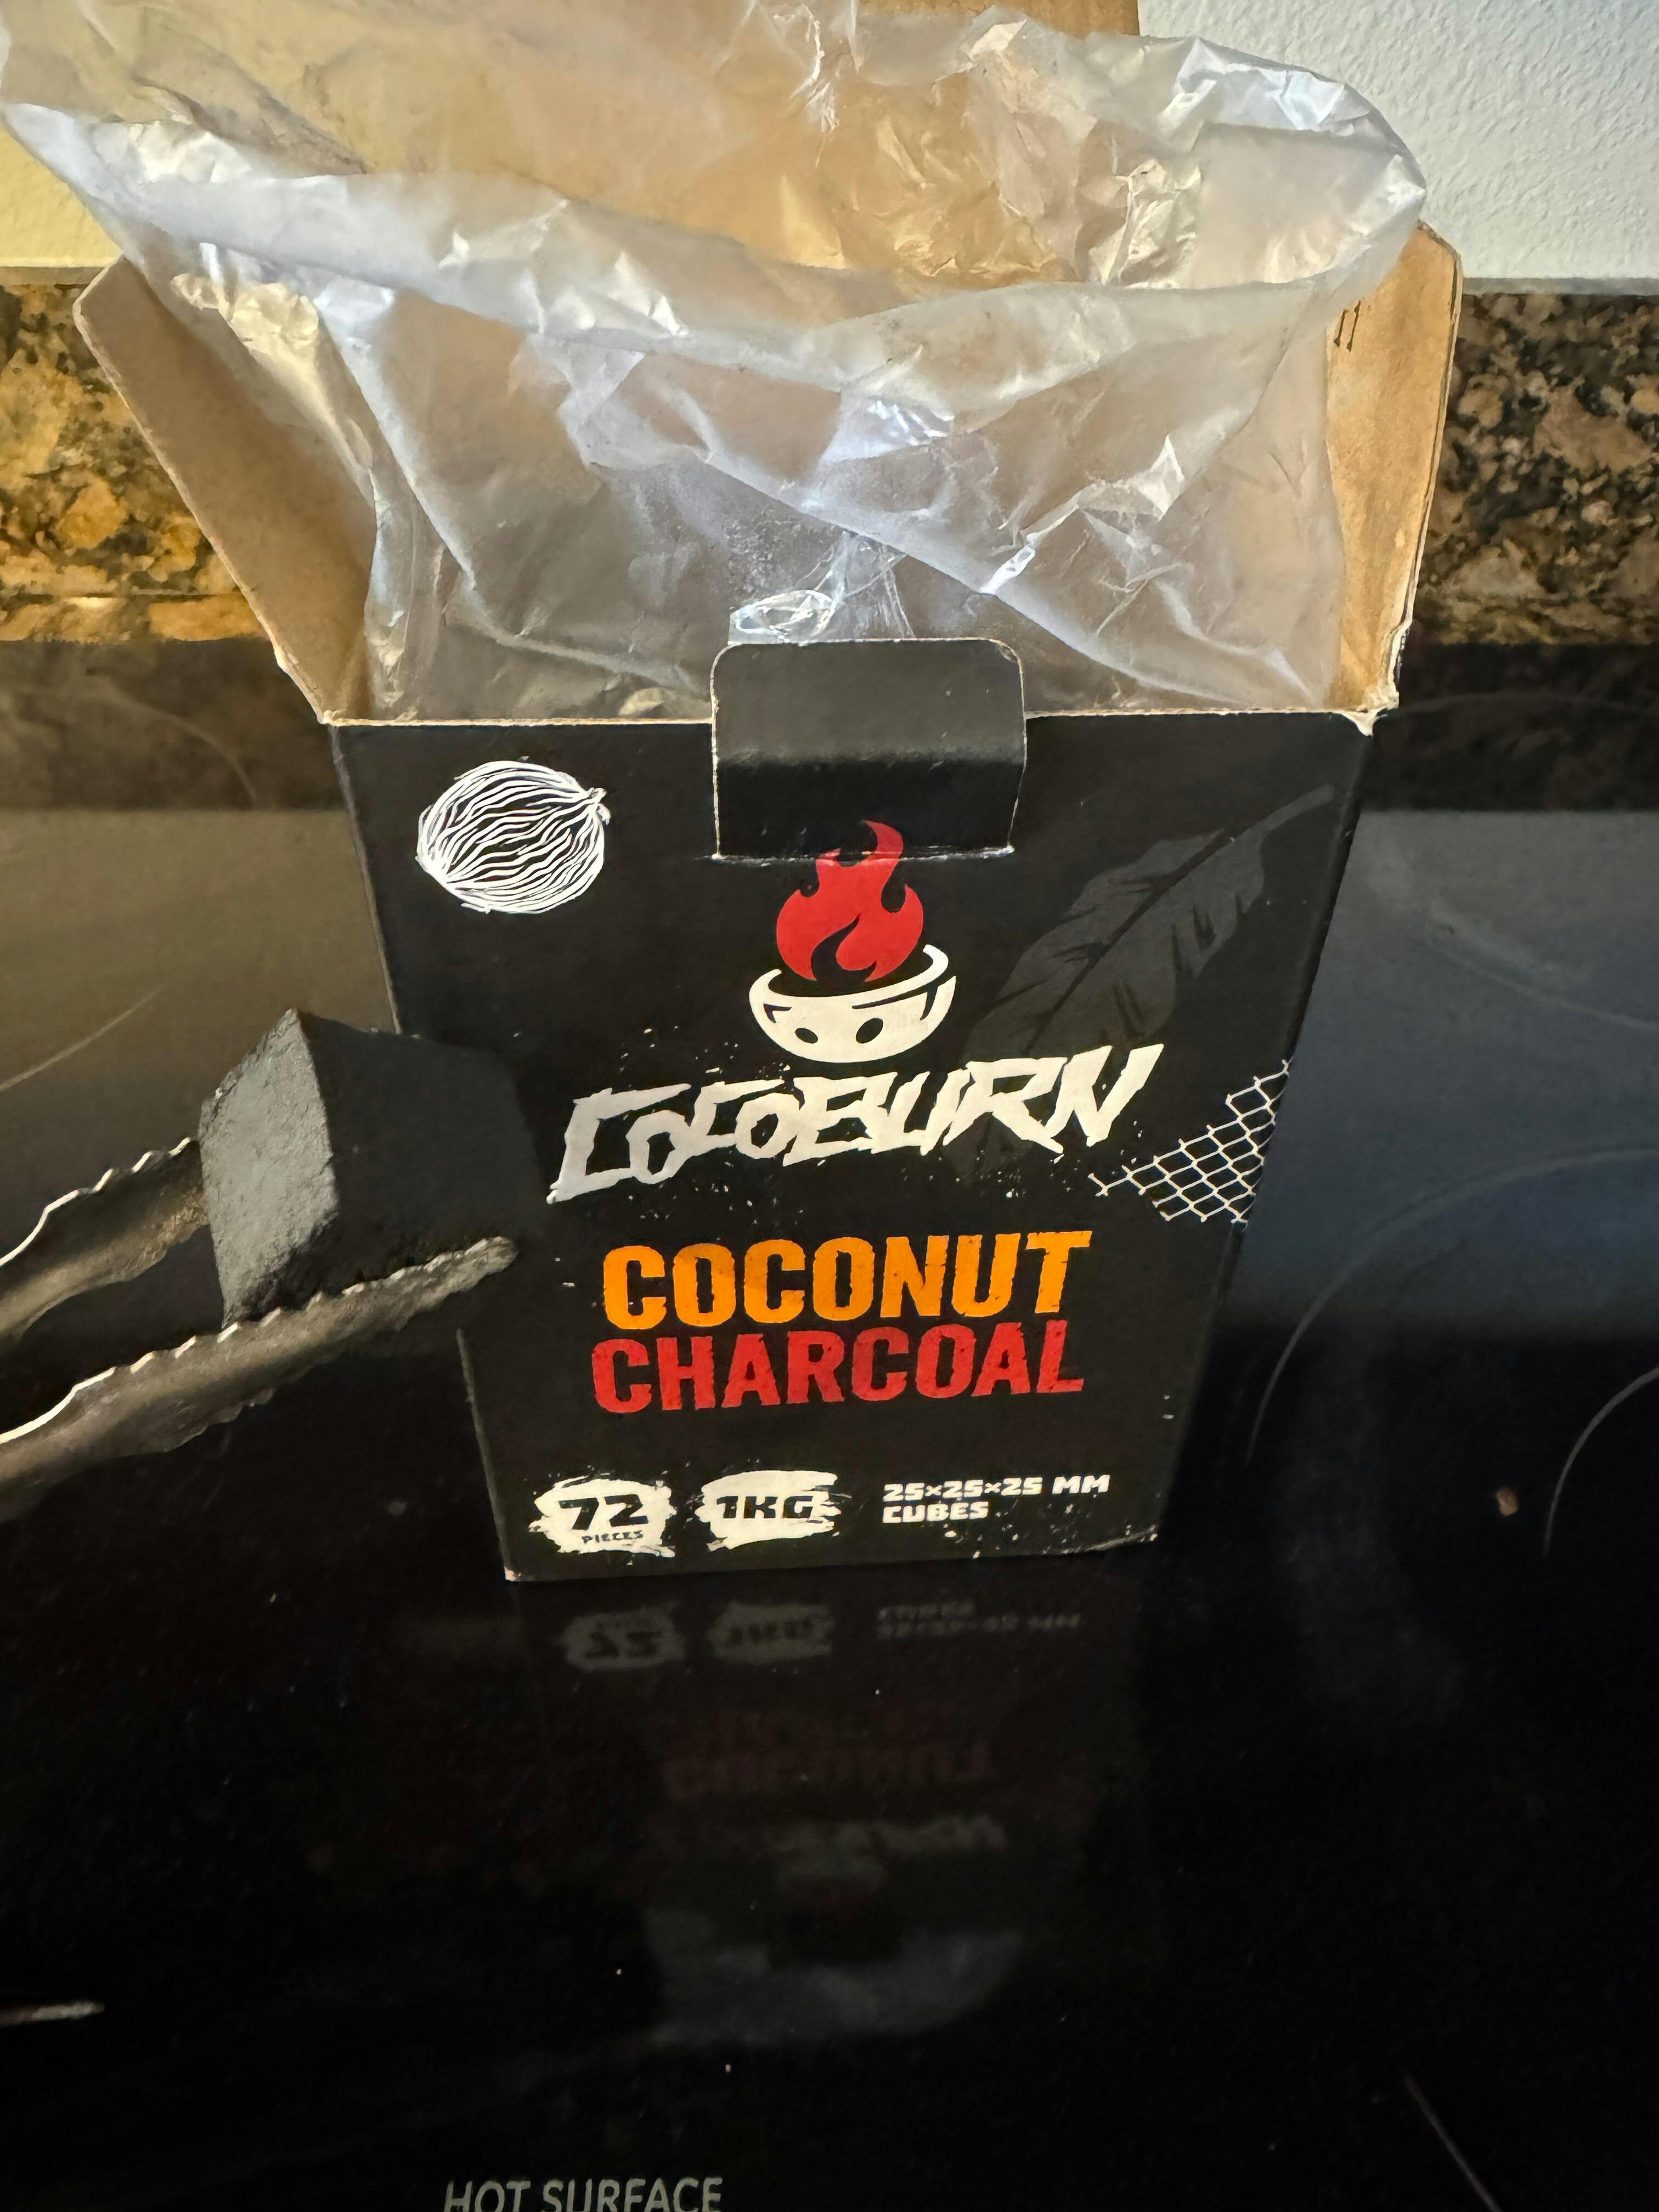 COCOBURN
COCONUT
CHARCOAL
72
PIECES
1KG
25×25×25 MM
CUBES
HOT SURFACE